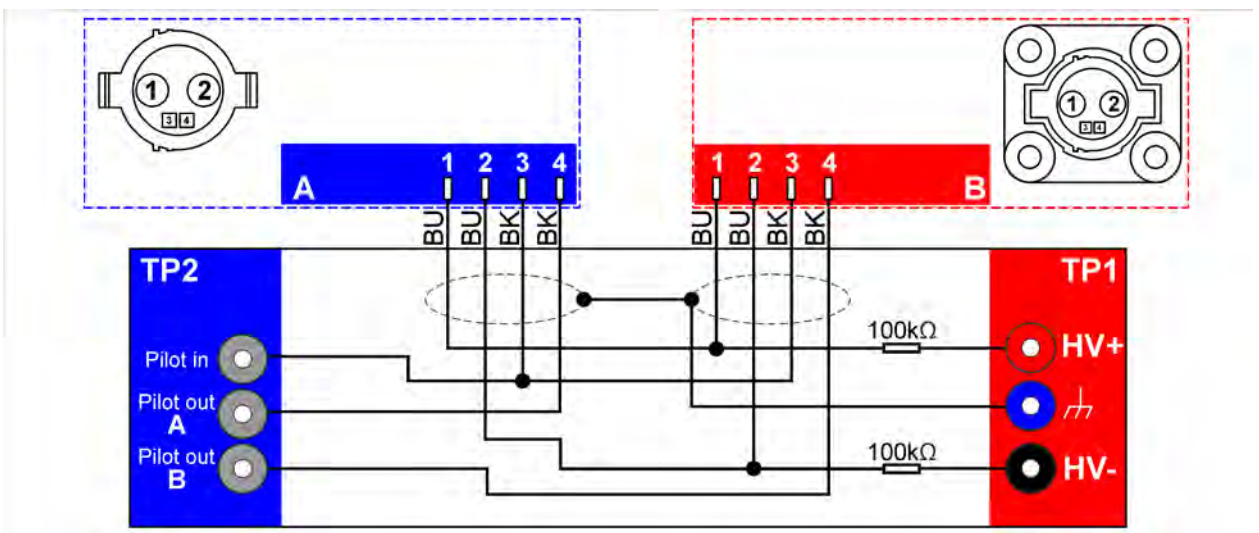 1 2
3 4
1 2
3 4
1 2 3 4
A
1 2 3 4
B
BU BU BK BK
BU BU BK BK
TP2
TP1
Pilot in
Pilot out
A
Pilot out
B
100kΩ
HV+
100kΩ
HV-